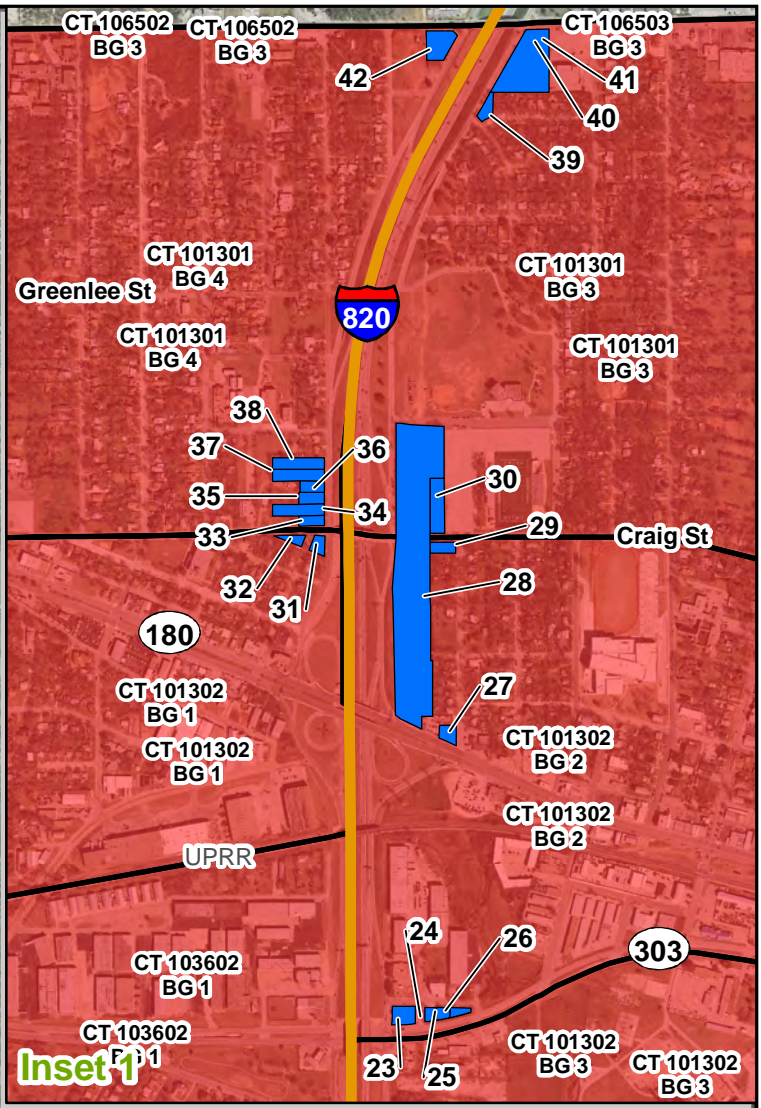 CT 106502
BG 3
CT 106502
BG 3
CT 106503
BG 3
42
41
40
39
CT 101301
BG 4
CT 101301
BG 3
Greenlee St
820
CT 101301
BG 4
CT 101301
BG 3
38
37
36
35
34
33
30
29
Craig St
32
31
28
180
27
CT 101302
BG 1
CT 101302
BG 2
CT 101302
BG 1
CT 101302
BG 2
UPRR
24
26
303
CT 103602
BG 1
CT 103602
BG 1
23
25
CT 101302
BG 3
CT 101302
BG 3
Inset 1